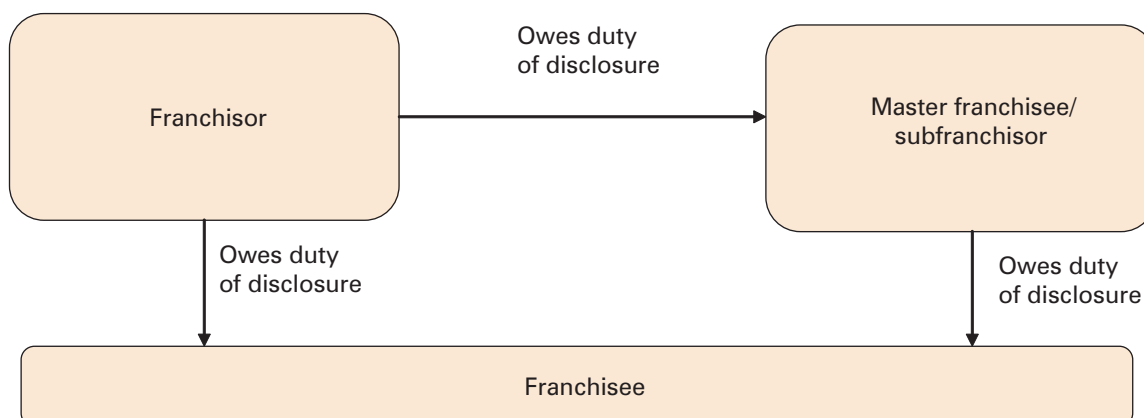 Owes duty
of disclosure
Franchisor
Master franchisee/
subfranchisor
Owes duty
of disclosure
Owes duty
of disclosure
Franchisee